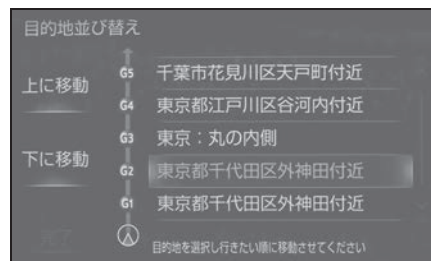 目的地並び替え
上に移動
下に移動
G5 千葉市花見川区天戸町付近
G4 東京都江戸川区谷河内付近
G3 東京：丸の内側
G2 東京都千代田区外神田付近
G1 東京都千代田区外神田付近
完了
目的地を選択し行きたい順に移動させてください